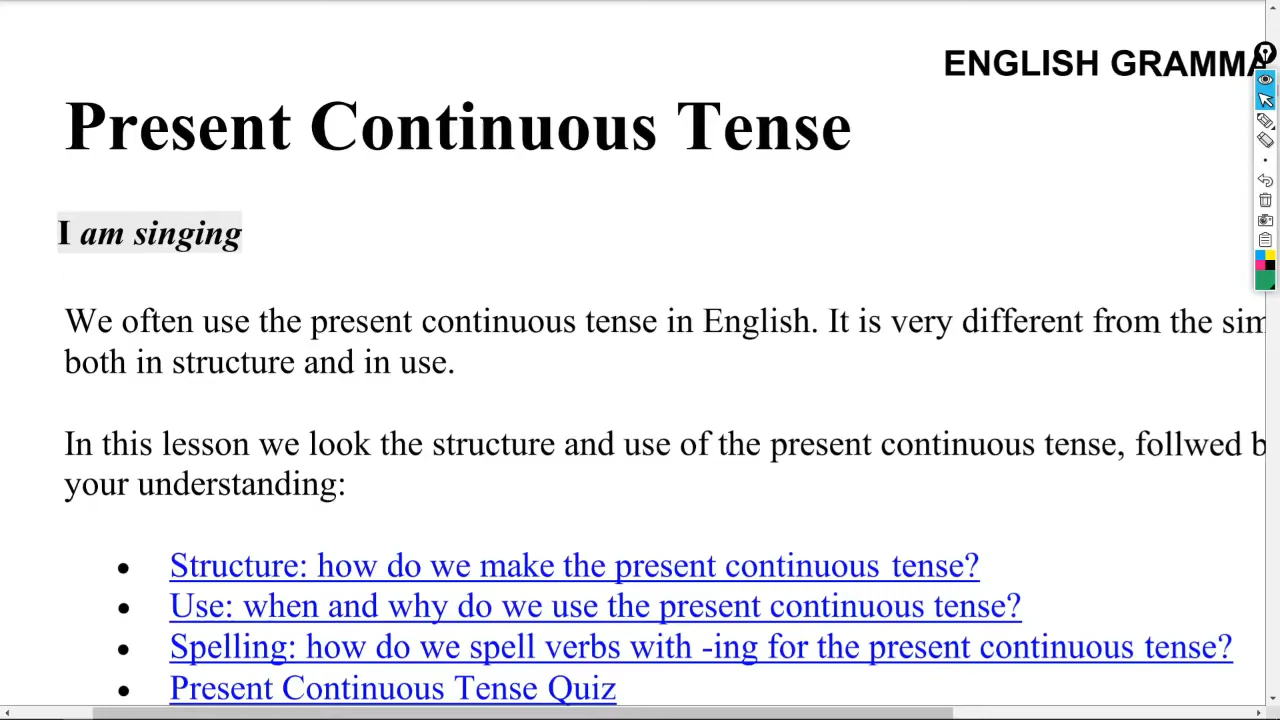 ENGLISH GRAMMA
Present Continuous Tense
I am singing
We often use the present continuous tense in English. It is very different from the sim
both in structure and in use.
In this lesson we look the structure and use of the present continuous tense, follwed b
your understanding:
• Structure: how do we make the present continuous tense?
• Use: when and why do we use the present continuous tense?
• Spelling: how do we spell verbs with -ing for the present continuous tense?
• Present Continuous Tense Quiz